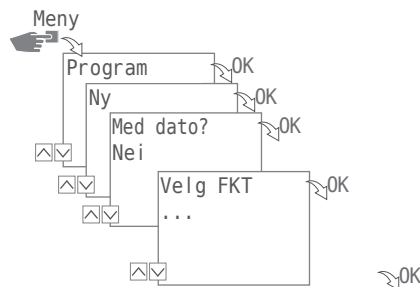 Meny
Program
OK
Ny
OK
Med dato?
OK
Nei
Velg FKT
OK
...
OK